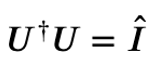 U†U = Î